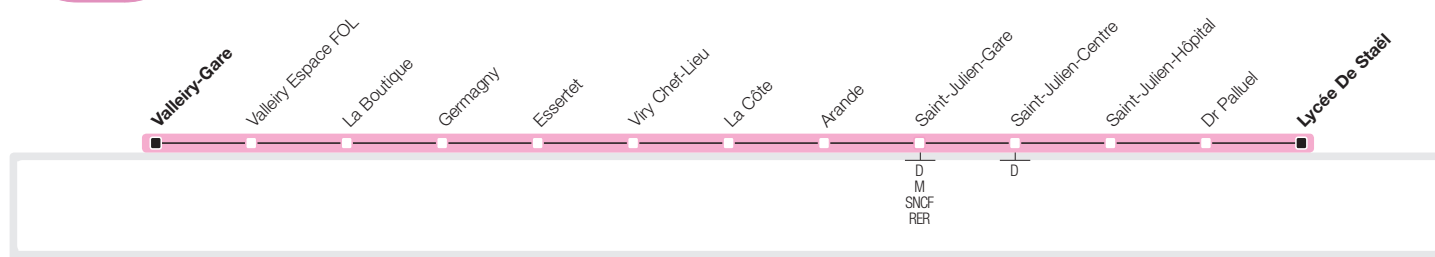 Valleiry-Gare
Valleiry Espace FOL
La Boutique
Germagny
Essertet
Viry Chef-Lieu
La Côte
Arande
Saint-Julien-Gare
Saint-Julien-Centre
Saint-Julien-Hôpital
Dr Palluel
Lycée De Staël
D
M
SNCF
RER
D